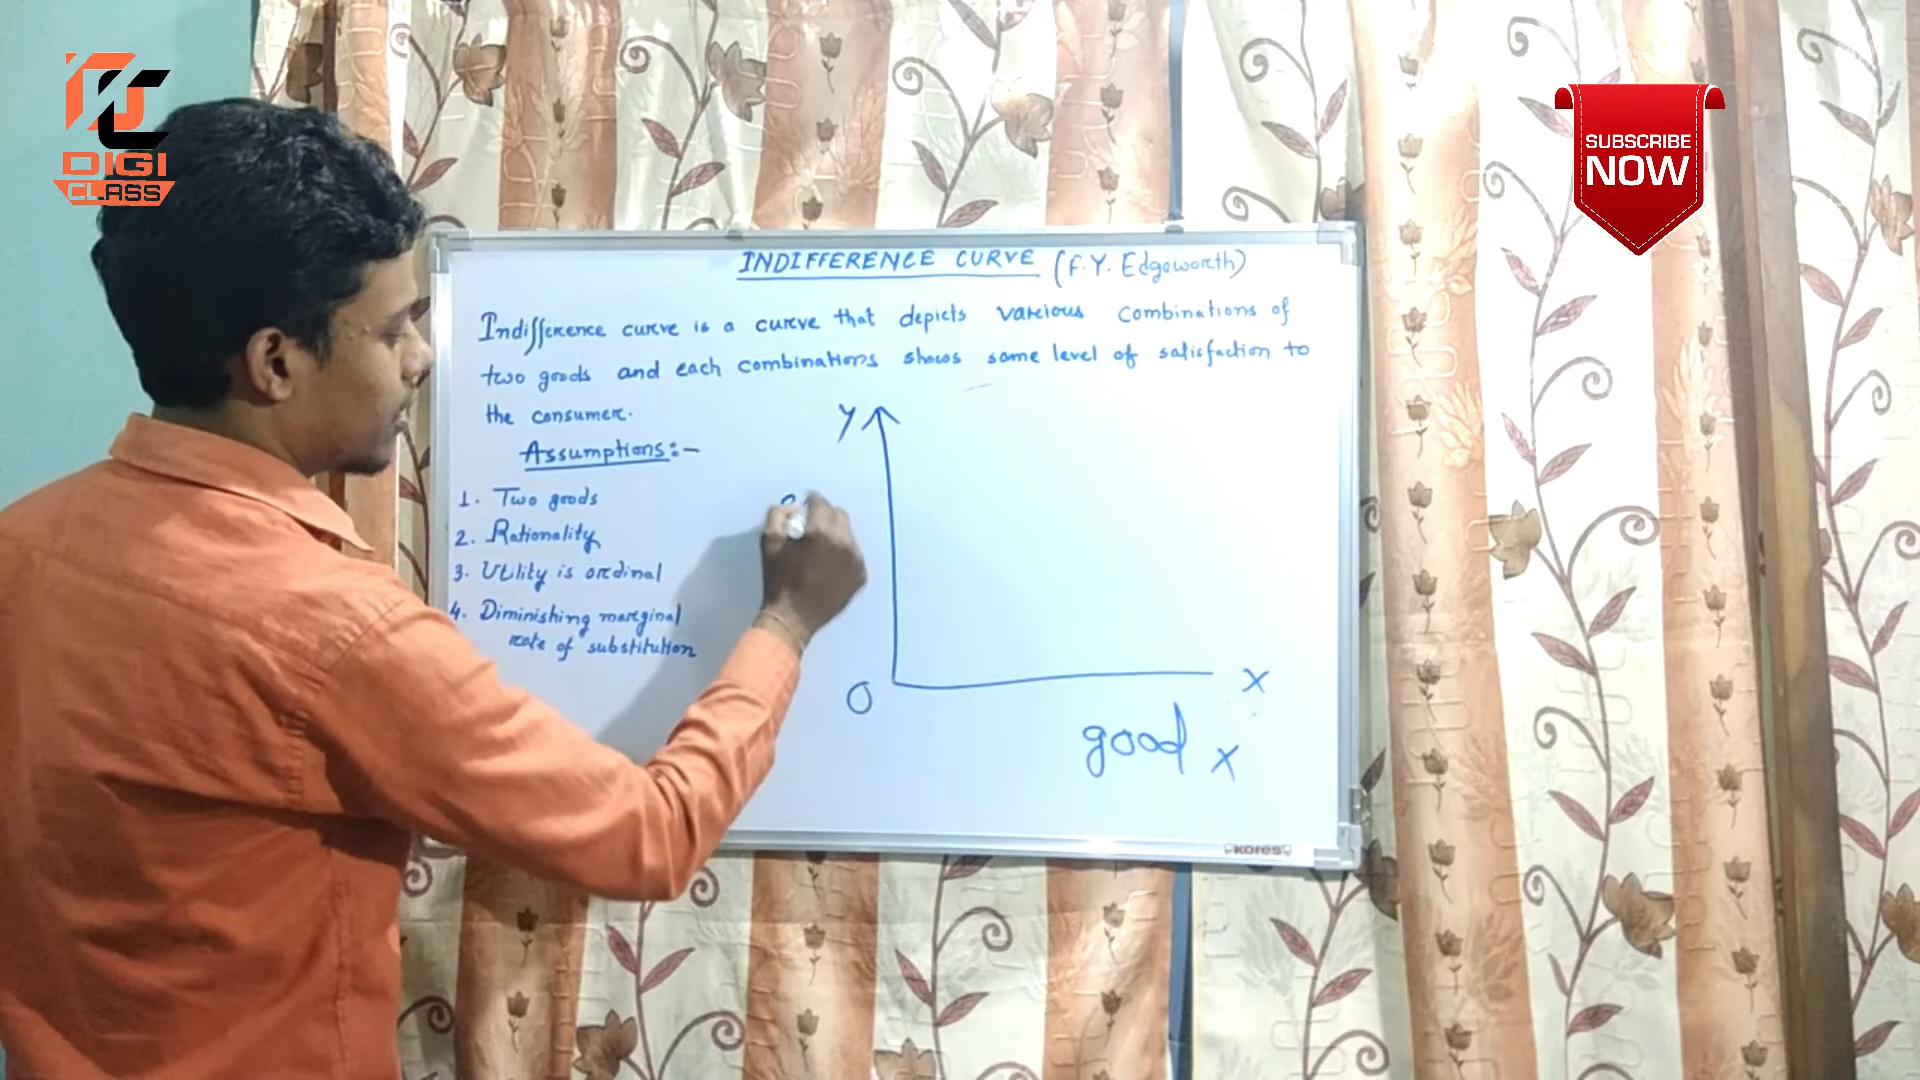 DIGI
CLASS
SUBSCRIBE
NOW
INDIFFERENCE CURVE (F.Y. Edgeworth)
Indifference curve is a curve that depicts various combinations of
two goods and each combinations shows same level of satisfaction to
the consumer.
Assumptions:-
1. Two goods
2. Rationality
3. Utility is ordinal
4. Diminishing marginal
rate of substitution
Y
O
X
good X
kores